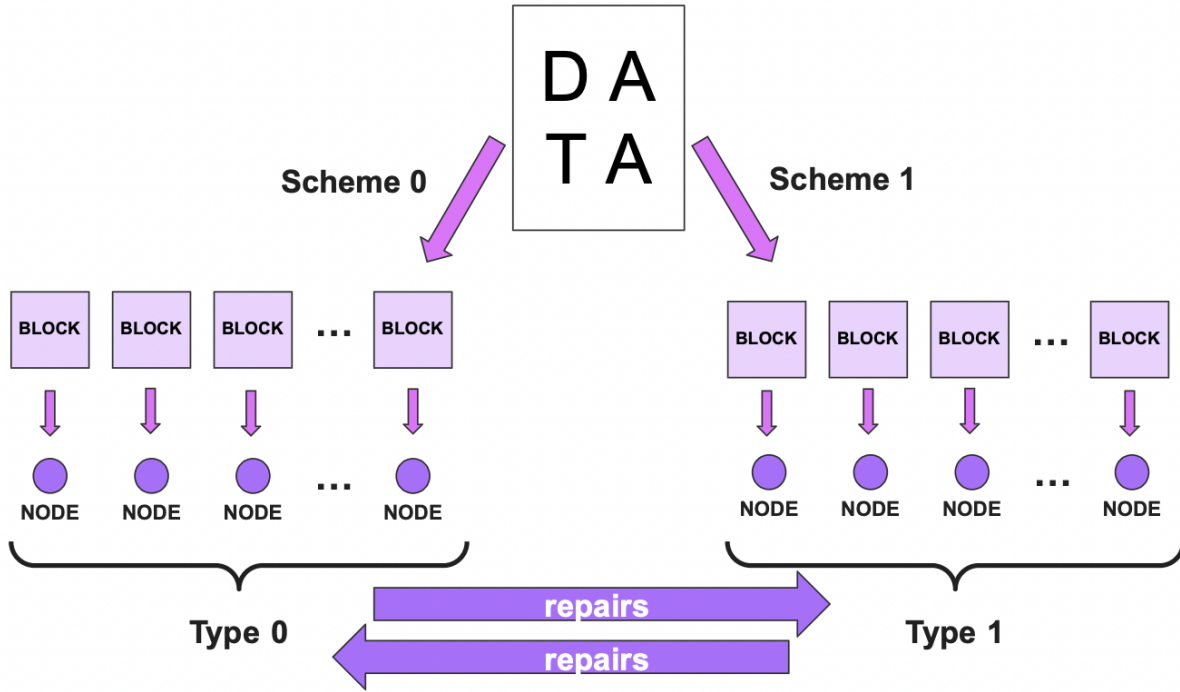 D A
T A
Scheme 0
Scheme 1
BLOCK BLOCK BLOCK ... BLOCK
BLOCK BLOCK BLOCK ... BLOCK
NODE NODE NODE ... NODE
NODE NODE NODE ... NODE
repairs
Type 0
Type 1
repairs